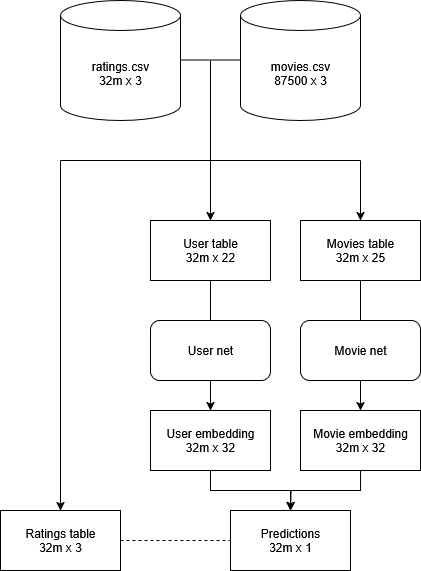 ratings.csv
32m x 3
movies.csv
87500 x 3
User table
32m x 22
Movies table
32m x 25
User net
Movie net
User embedding
32m x 32
Movie embedding
32m x 32
Ratings table
32m x 3
Predictions
32m x 1